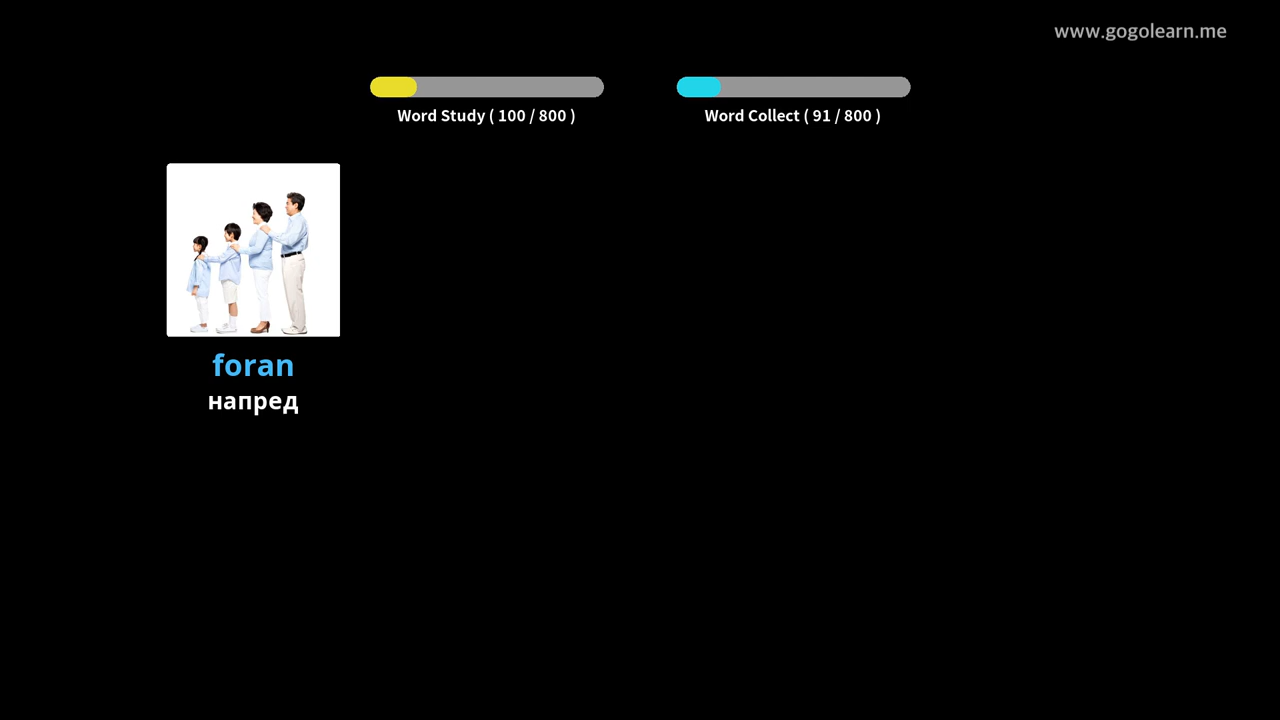 www.gogolearn.me
Word Study ( 100 / 800 )
Word Collect ( 91 / 800 )
foran
напред